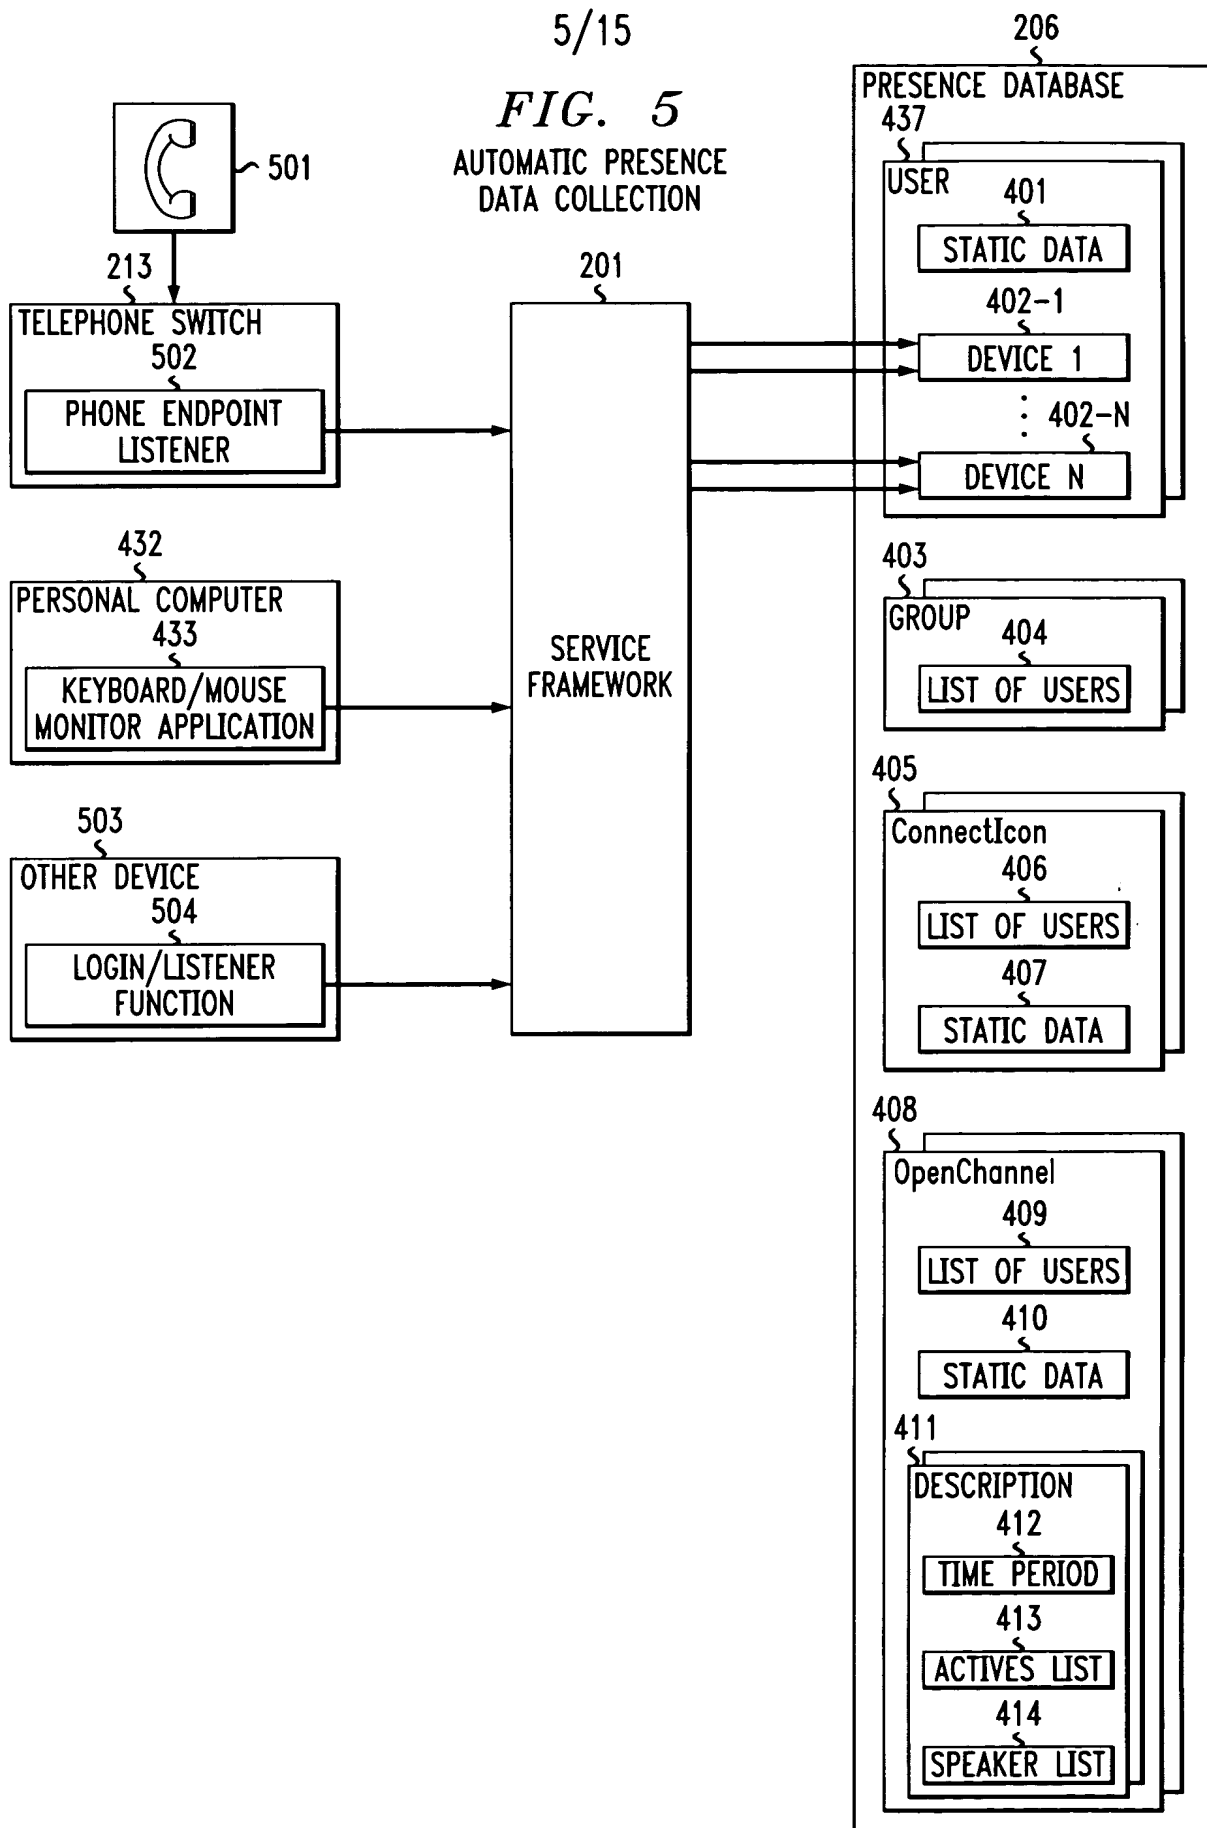 5/15
FIG. 5
AUTOMATIC PRESENCE
DATA COLLECTION
501
213
TELEPHONE SWITCH
502
PHONE ENDPOINT
LISTENER
432
PERSONAL COMPUTER
433
KEYBOARD/MOUSE
MONITOR APPLICATION
503
OTHER DEVICE
504
LOGIN/LISTENER
FUNCTION
201
SERVICE
FRAMEWORK
206
PRESENCE DATABASE
437
USER
401
STATIC DATA
402-1
DEVICE 1
402-N
DEVICE N
403
GROUP
404
LIST OF USERS
405
ConnectIcon
406
LIST OF USERS
407
STATIC DATA
408
OpenChannel
409
LIST OF USERS
410
STATIC DATA
411
DESCRIPTION
412
TIME PERIOD
413
ACTIVES LIST
414
SPEAKER LIST